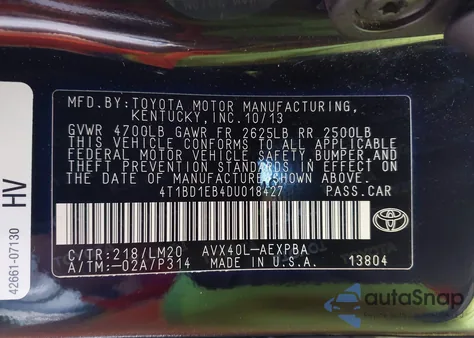 MFD.BY:TOYOTA MOTOR MANUFACTURING,
KENTUCKY, INC. 10/13
GVWR 4700LB GAWR FR 2625LB RR 2500LB
THIS VEHICLE CONFORMS TO ALL APPLICABLE
FEDERAL MOTOR VEHICLE SAFETY, BUMPER, AND
THEFT PREVENTION STANDARDS IN EFFECT ON
THE DATE OF MANUFACTURE SHOWN ABOVE.
4T1BD1EB4DU018427 PASS.CAR
C/TR:218/LM20 AVX40L-AEXPBA
A/TM:-02A/P314 MADE IN U.S.A. 13804
TOYOTA
42661-07130 HV
autoSnap